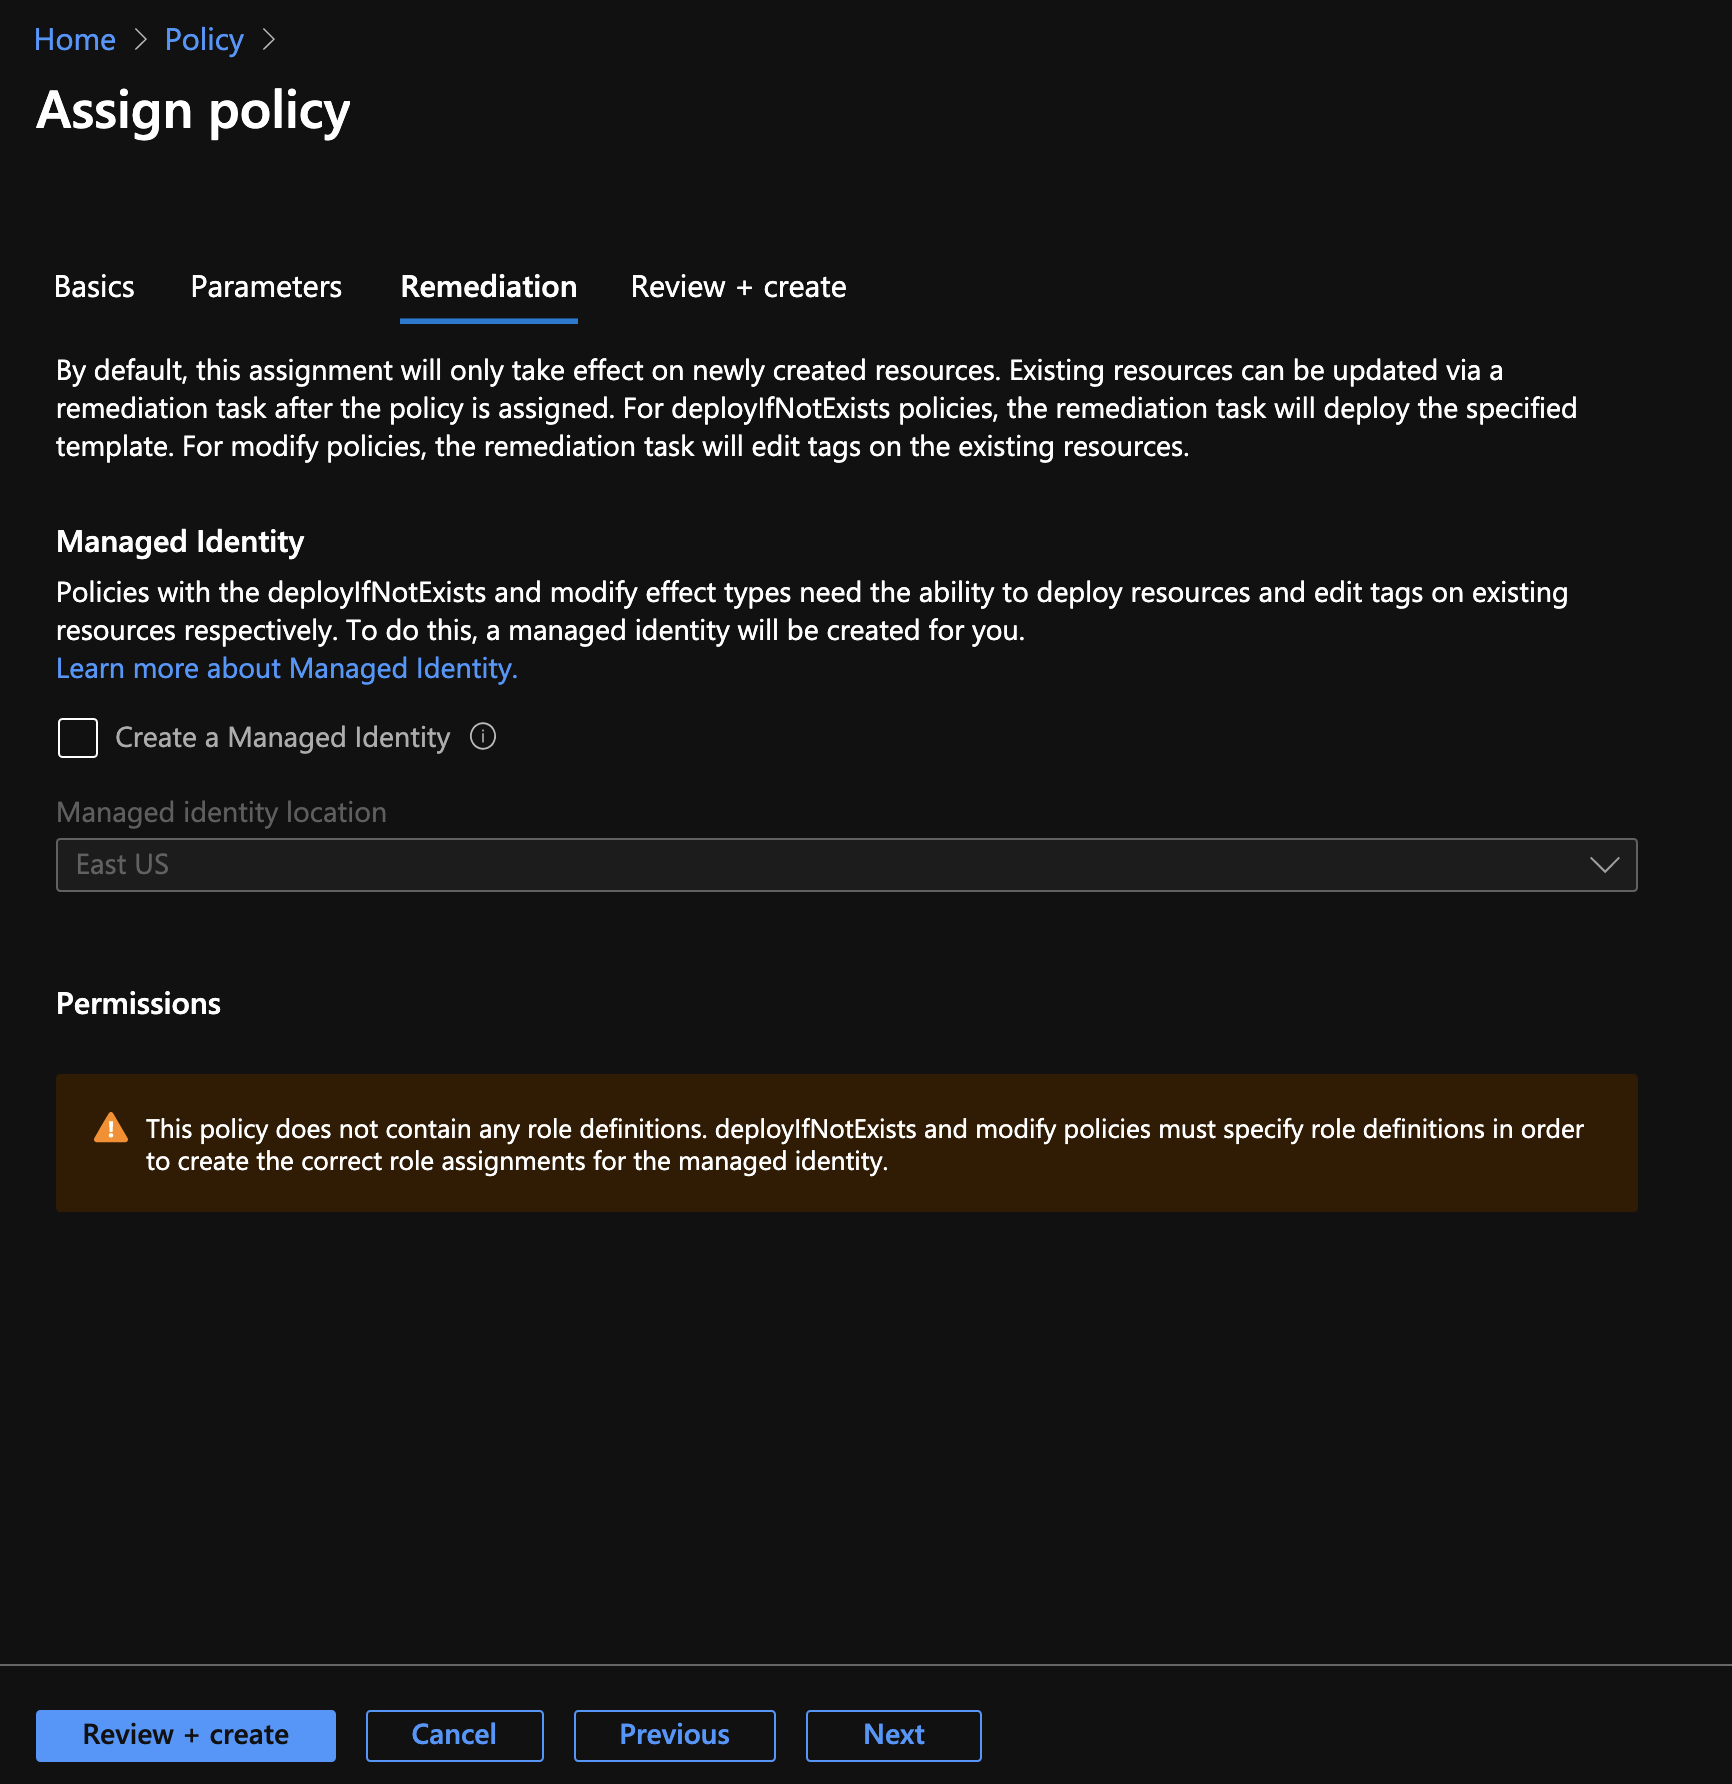 Home > Policy >
Assign policy
Basics Parameters Remediation Review + create
By default, this assignment will only take effect on newly created resources. Existing resources can be updated via a
remediation task after the policy is assigned. For deployIfNotExists policies, the remediation task will deploy the specified
template. For modify policies, the remediation task will edit tags on the existing resources.
Managed Identity
Policies with the deployIfNotExists and modify effect types need the ability to deploy resources and edit tags on existing
resources respectively. To do this, a managed identity will be created for you.
Learn more about Managed Identity.
Create a Managed Identity
Managed identity location
East US
Permissions
This policy does not contain any role definitions. deployIfNotExists and modify policies must specify role definitions in order
to create the correct role assignments for the managed identity.
Review + create Cancel Previous Next